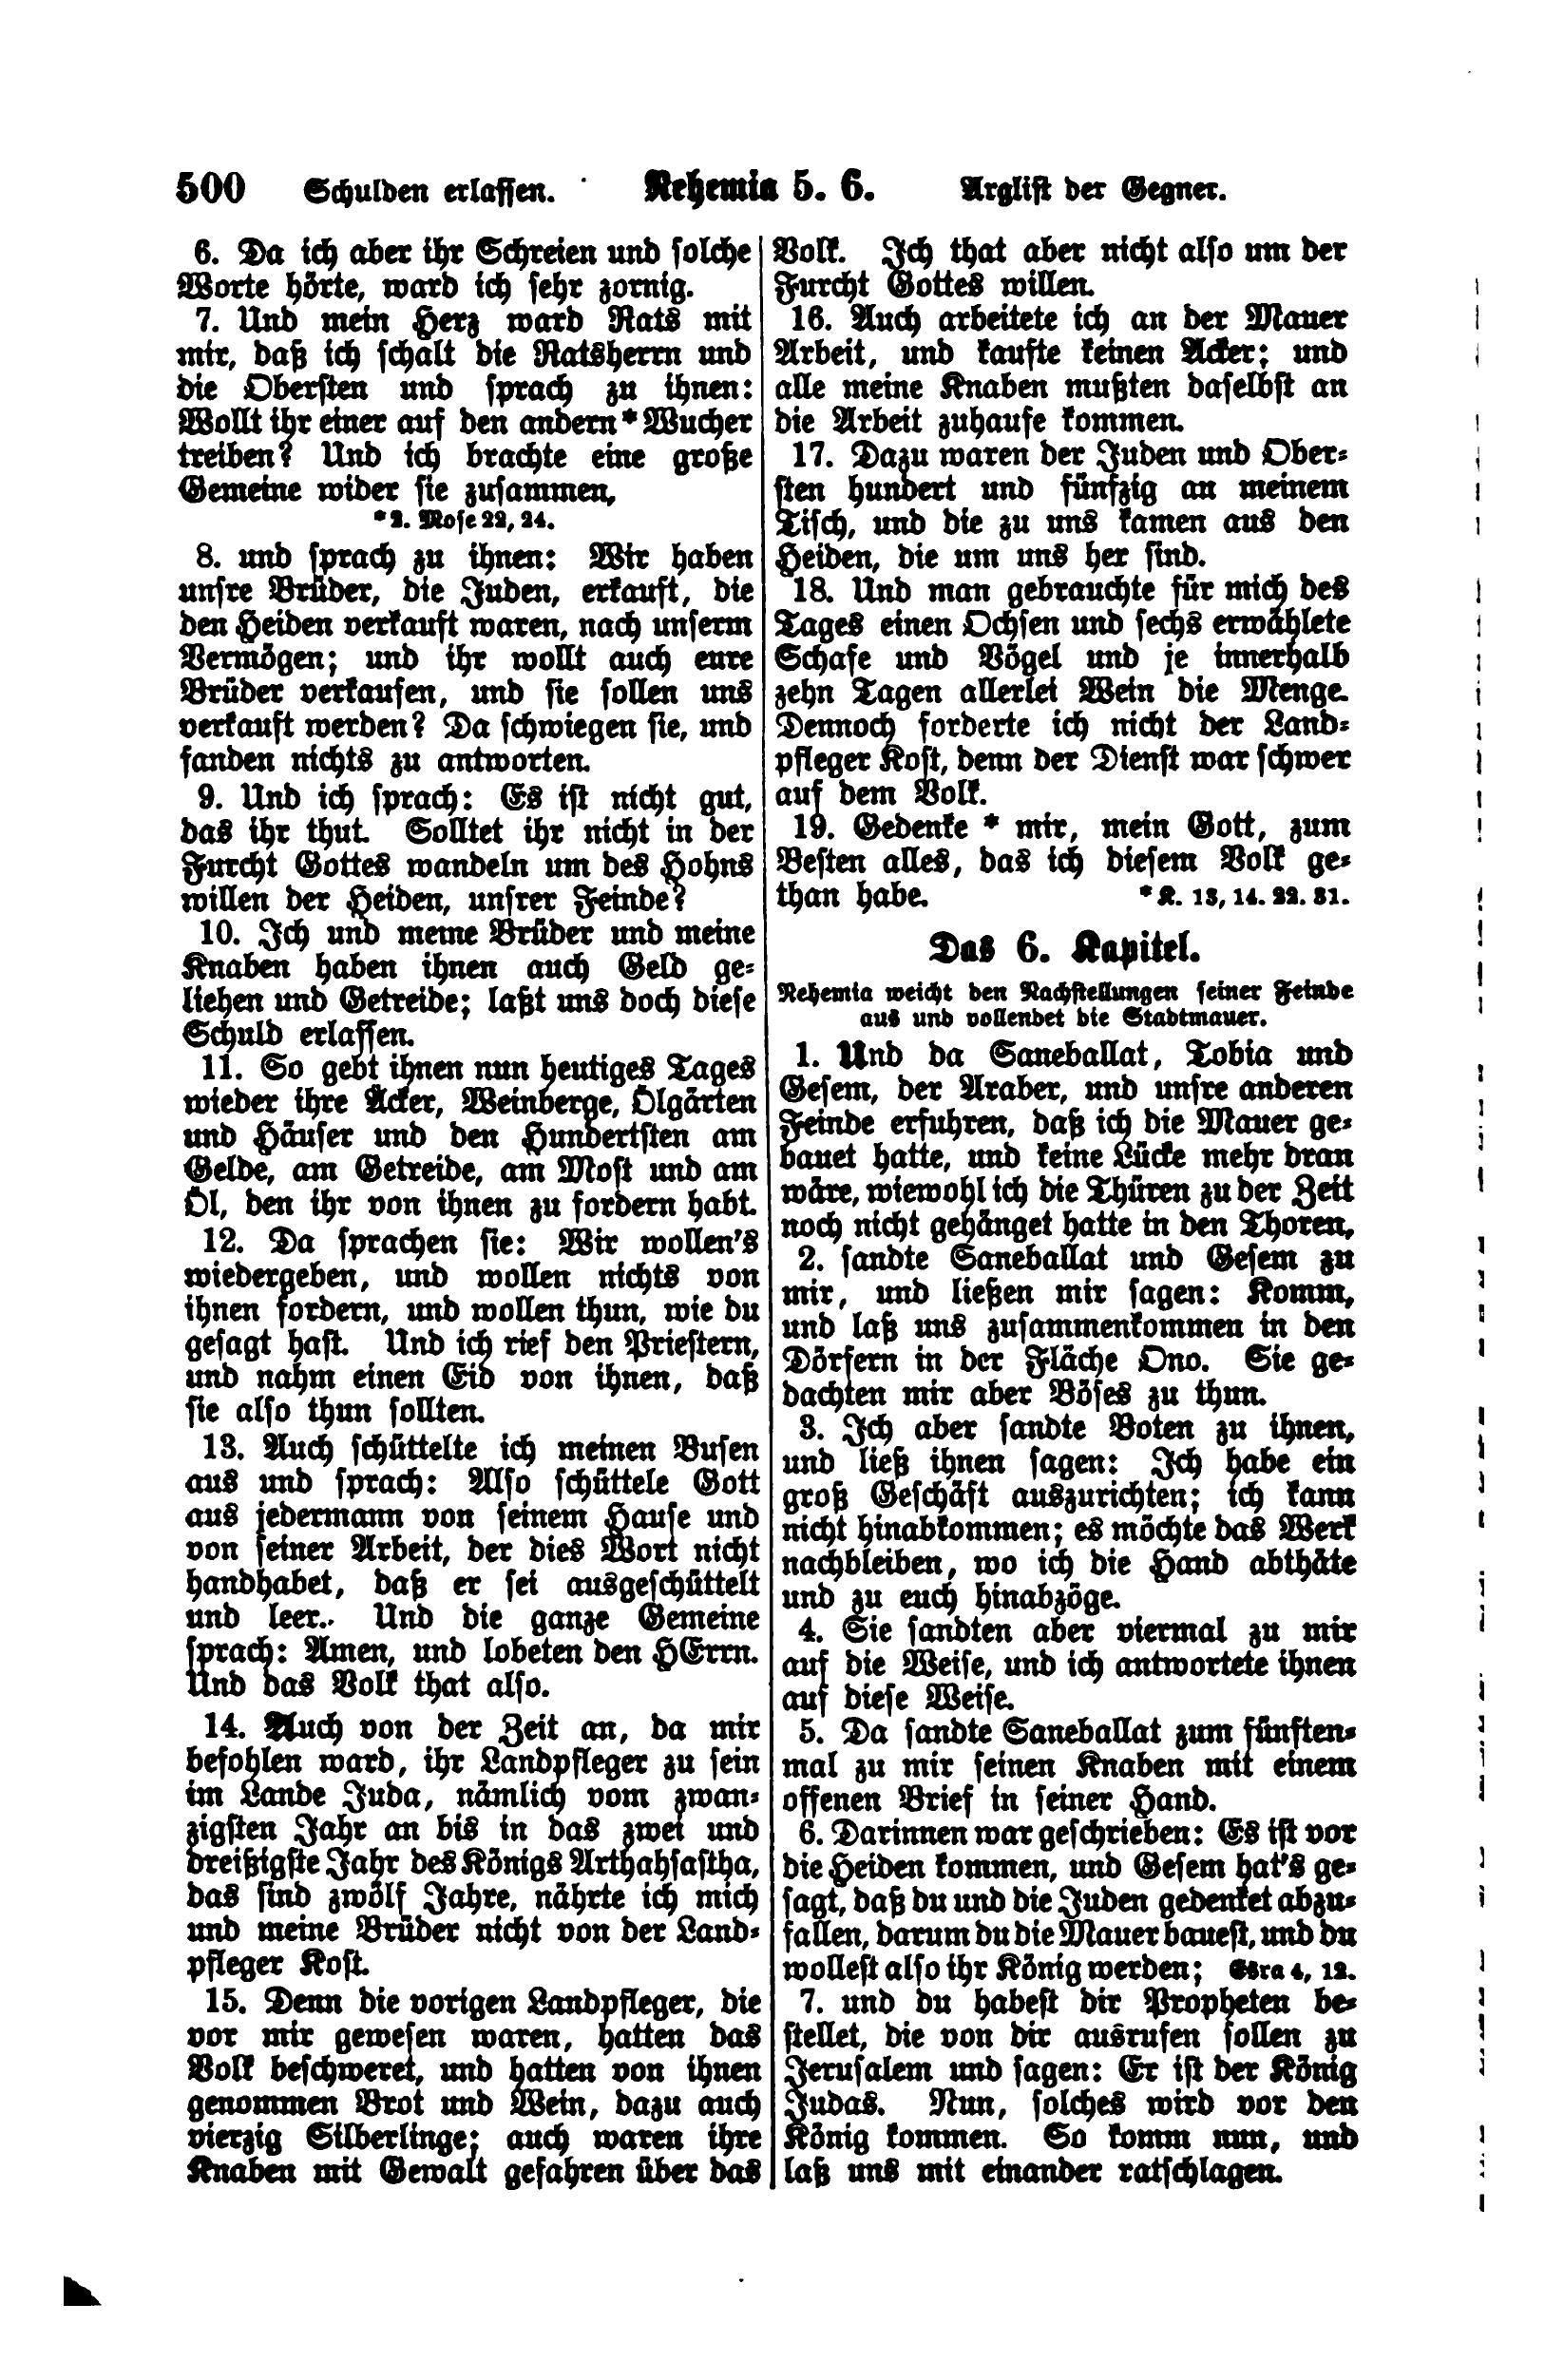 500 Schulden erlassen. Nehemia 5. 6. Arglist der Gegner.
6. Da ich aber ihr Schreien und solche
Worte hörte, ward ich sehr zornig.
7. Und mein Herz ward Rats mit
mir, daß ich schalt die Ratsherrn und
die Obersten und sprach zu ihnen:
Wollt ihr einer auf den andern * Wucher
treiben? Und ich brachte eine große
Gemeine wider sie zusammen,
* 2. Mose 22, 24.
8. und sprach zu ihnen: Wir haben
unsre Brüder, die Juden, erkauft, die
den Heiden verkauft waren, nach unserm
Vermögen; und ihr wollt auch eure
Brüder verkaufen, und sie sollen uns
verkauft werden? Da schwiegen sie, und
fanden nichts zu antworten.
9. Und ich sprach: Es ist nicht gut,
das ihr thut. Solltet ihr nicht in der
Furcht Gottes wandeln um des Hohns
willen der Heiden, unsrer Feinde?
10. Ich und meine Brüder und meine
Knaben haben ihnen auch Geld ge-
liehen und Getreide; laßt uns doch diese
Schuld erlassen.
11. So gebt ihnen nun heutiges Tages
wieder ihre Äcker, Weinberge, Ölgärten
und Häuser und den Hundertsten am
Gelde, am Getreide, am Most und am
Öl, den ihr von ihnen zu fordern habt.
12. Da sprachen sie: Wir wollen's
wiedergeben, und wollen nichts von
ihnen fordern, und wollen thun, wie du
gesagt hast. Und ich rief den Priestern,
und nahm einen Eid von ihnen, daß
sie also thun sollten.
13. Auch schüttelte ich meinen Busen
aus und sprach: Also schüttele Gott
aus jedermann von seinem Hause und
von seiner Arbeit, der dies Wort nicht
handhabet, daß er sei ausgeschüttelt
und leer. Und die ganze Gemeine
sprach: Amen, und lobeten den HErrn.
Und das Volk that also.
14. Auch von der Zeit an, da mir
befohlen ward, ihr Landpfleger zu sein
im Lande Juda, nämlich vom zwan-
zigsten Jahr an bis in das zwei und
dreißigste Jahr des Königs Arthahsastha,
das sind zwölf Jahre, nährte ich mich
und meine Brüder nicht von der Land-
pfleger Kost.
15. Denn die vorigen Landpfleger, die
vor mir gewesen waren, hatten das
Volk beschweret, und hatten von ihnen
genommen Brot und Wein, dazu auch
vierzig Silberlinge; auch waren ihre
Knaben mit Gewalt gefahren über das
Volk. Ich that aber nicht also um der
Furcht Gottes willen.
16. Auch arbeitete ich an der Mauer
Arbeit, und kaufte keinen Acker; und
alle meine Knaben mußten daselbst an
die Arbeit zuhaufe kommen.
17. Dazu waren der Juden und Ober-
sten hundert und fünfzig an meinem
Tisch, und die zu uns kamen aus den
Heiden, die um uns her sind.
18. Und man gebrauchte für mich des
Tages einen Ochsen und sechs erwählete
Schafe und Vögel und je innerhalb
zehn Tagen allerlei Wein die Menge.
Dennoch forderte ich nicht der Land-
pfleger Kost, denn der Dienst war schwer
auf dem Volk.
19. Gedenke * mir, mein Gott, zum
Besten alles, das ich diesem Volk ge-
than habe. * K. 13, 14. 22. 31.
Das 6. Kapitel.
Nehemia weicht den Nachstellungen seiner Feinde
aus und vollendet die Stadtmauer.
1. Und da Saneballat, Tobia und
Gesem, der Araber, und unsre anderen
Feinde erfuhren, daß ich die Mauer ge-
bauet hatte, und keine Lücke mehr dran
wäre, wiewohl ich die Thüren zu der Zeit
noch nicht gehänget hatte in den Thoren,
2. sandte Saneballat und Gesem zu
mir, und ließen mir sagen: Komm,
und laß uns zusammenkommen in den
Dörfern in der Fläche Ono. Sie ge-
dachten mir aber Böses zu thun.
3. Ich aber sandte Boten zu ihnen,
und ließ ihnen sagen: Ich habe ein
groß Geschäft auszurichten; ich kann
nicht hinabkommen; es möchte das Werk
nachbleiben, wo ich die Hand abthäte
und zu euch hinabzöge.
4. Sie sandten aber viermal zu mir
auf die Weise, und ich antwortete ihnen
auf diese Weise.
5. Da sandte Saneballat zum fünften-
mal zu mir seinen Knaben mit einem
offenen Brief in seiner Hand.
6. Darinnen war geschrieben: Es ist vor
die Heiden kommen, und Gesem hat's ge-
sagt, daß du und die Juden gedenket abzu-
fallen, darum du die Mauer bauest, und du
wollest also ihr König werden; Esra 4, 12.
7. und du habest dir Propheten be-
stellet, die von dir ausrufen sollen zu
Jerusalem und sagen: Er ist der König
Judas. Nun, solches wird vor den
König kommen. So komm nun, und
laß uns mit einander ratschlagen.